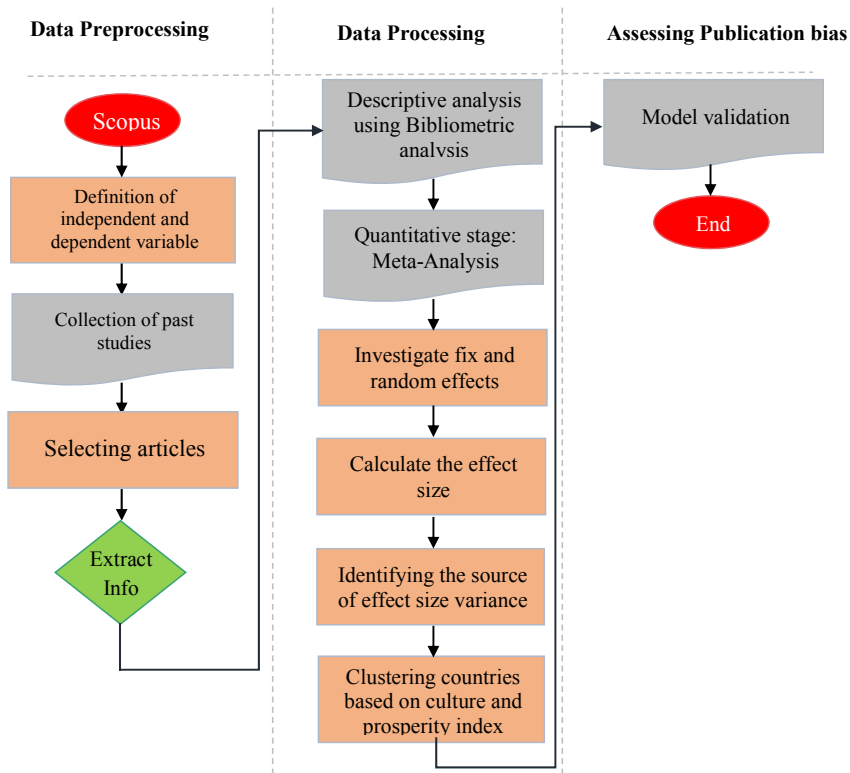 Data Preprocessing
Data Processing
Assessing Publication bias
Scopus
Definition of
independent and
dependent variable
Collection of past
studies
Selecting articles
Extract
Info
Descriptive analysis
using Bibliometric
analysis
Quantitative stage:
Meta-Analysis
Investigate fix and
random effects
Calculate the effect
size
Identifying the source
of effect size variance
Clustering countries
based on culture and
prosperity index
Model validation
End